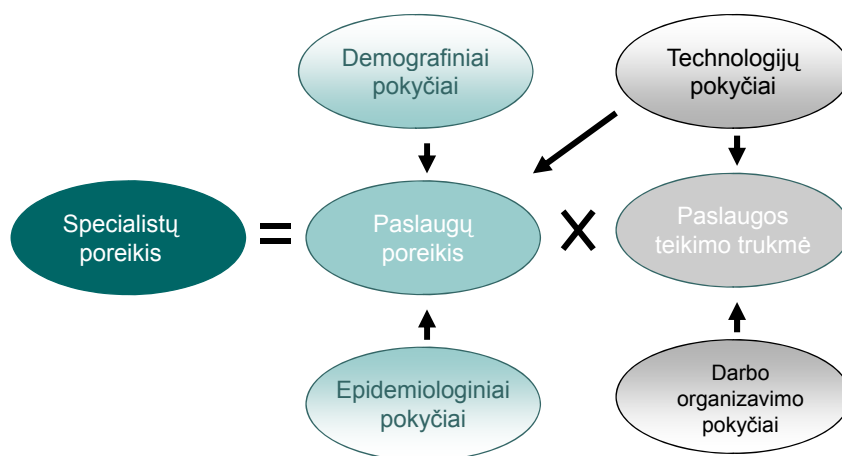 Demografiniai
pokyčiai
Technologijų
pokyčiai
Specialistų
poreikis
=
Paslaugų
poreikis
X
Paslaugos
teikimo trukmė
Epidemiologiniai
pokyčiai
Darbo
organizavimo
pokyčiai